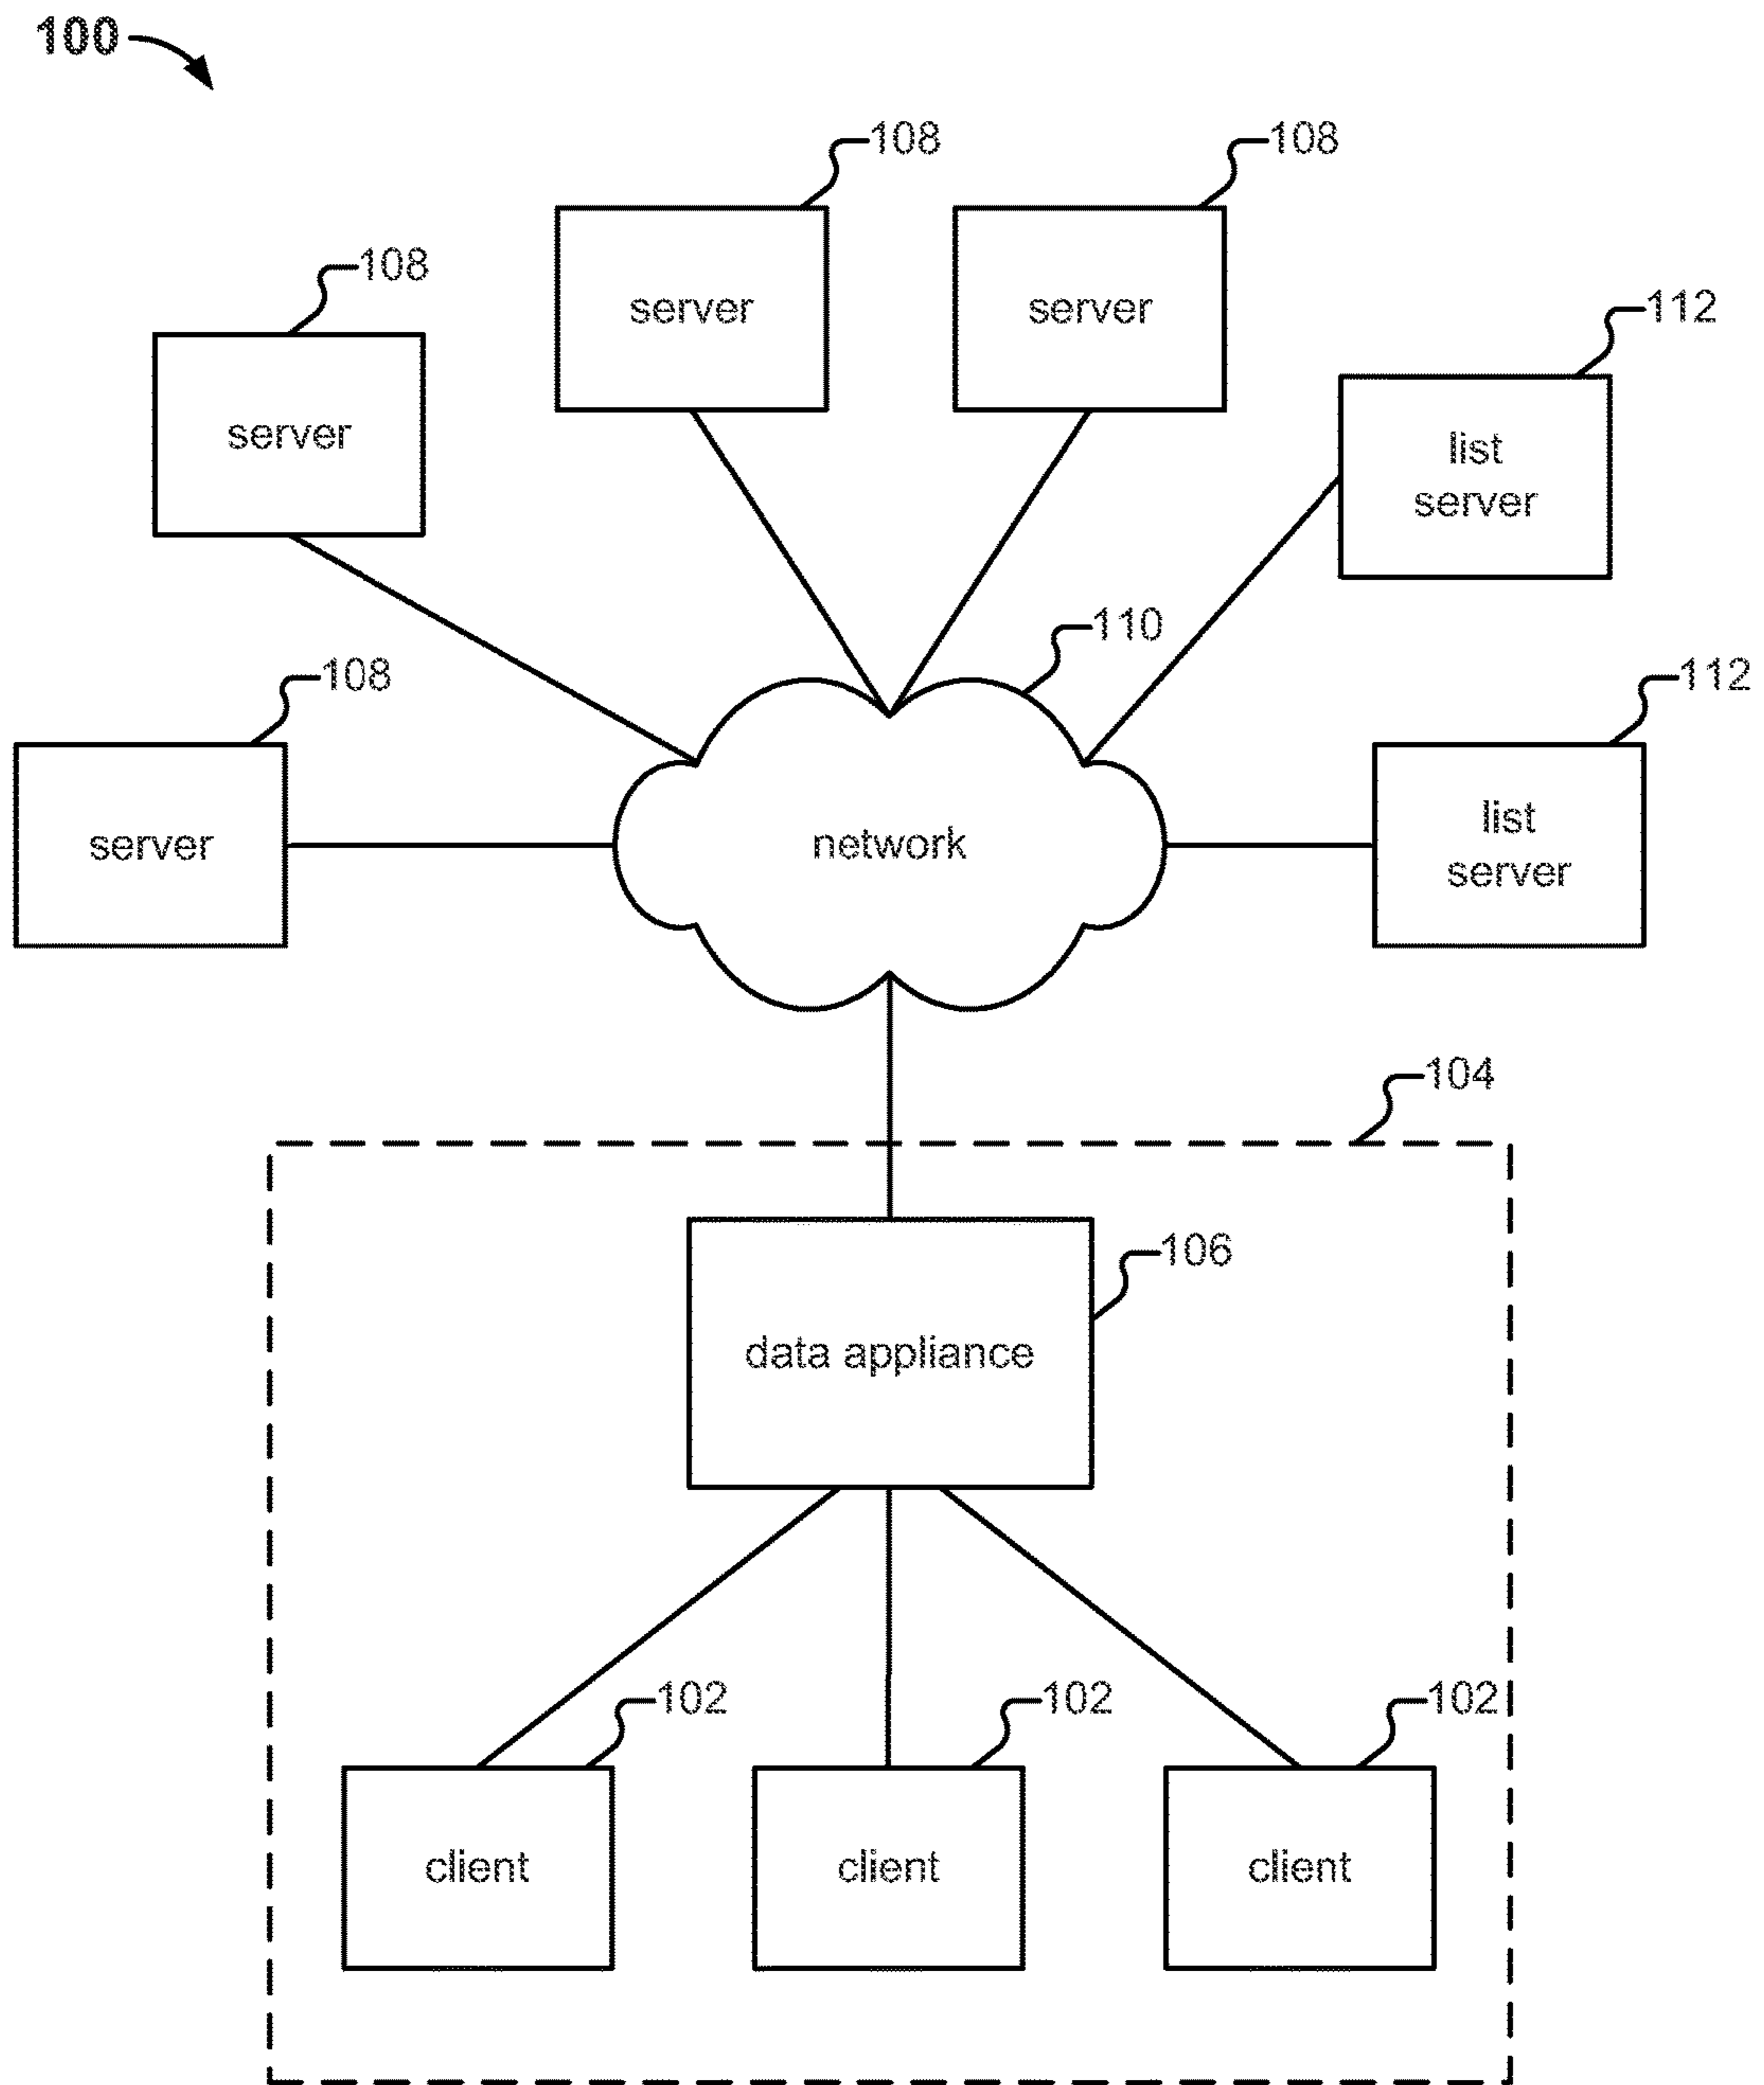 100
108
108
108
server
server
112
server
list
server
110
108
112
server
network
list
server
104
106
data appliance
102
102
102
client
client
client